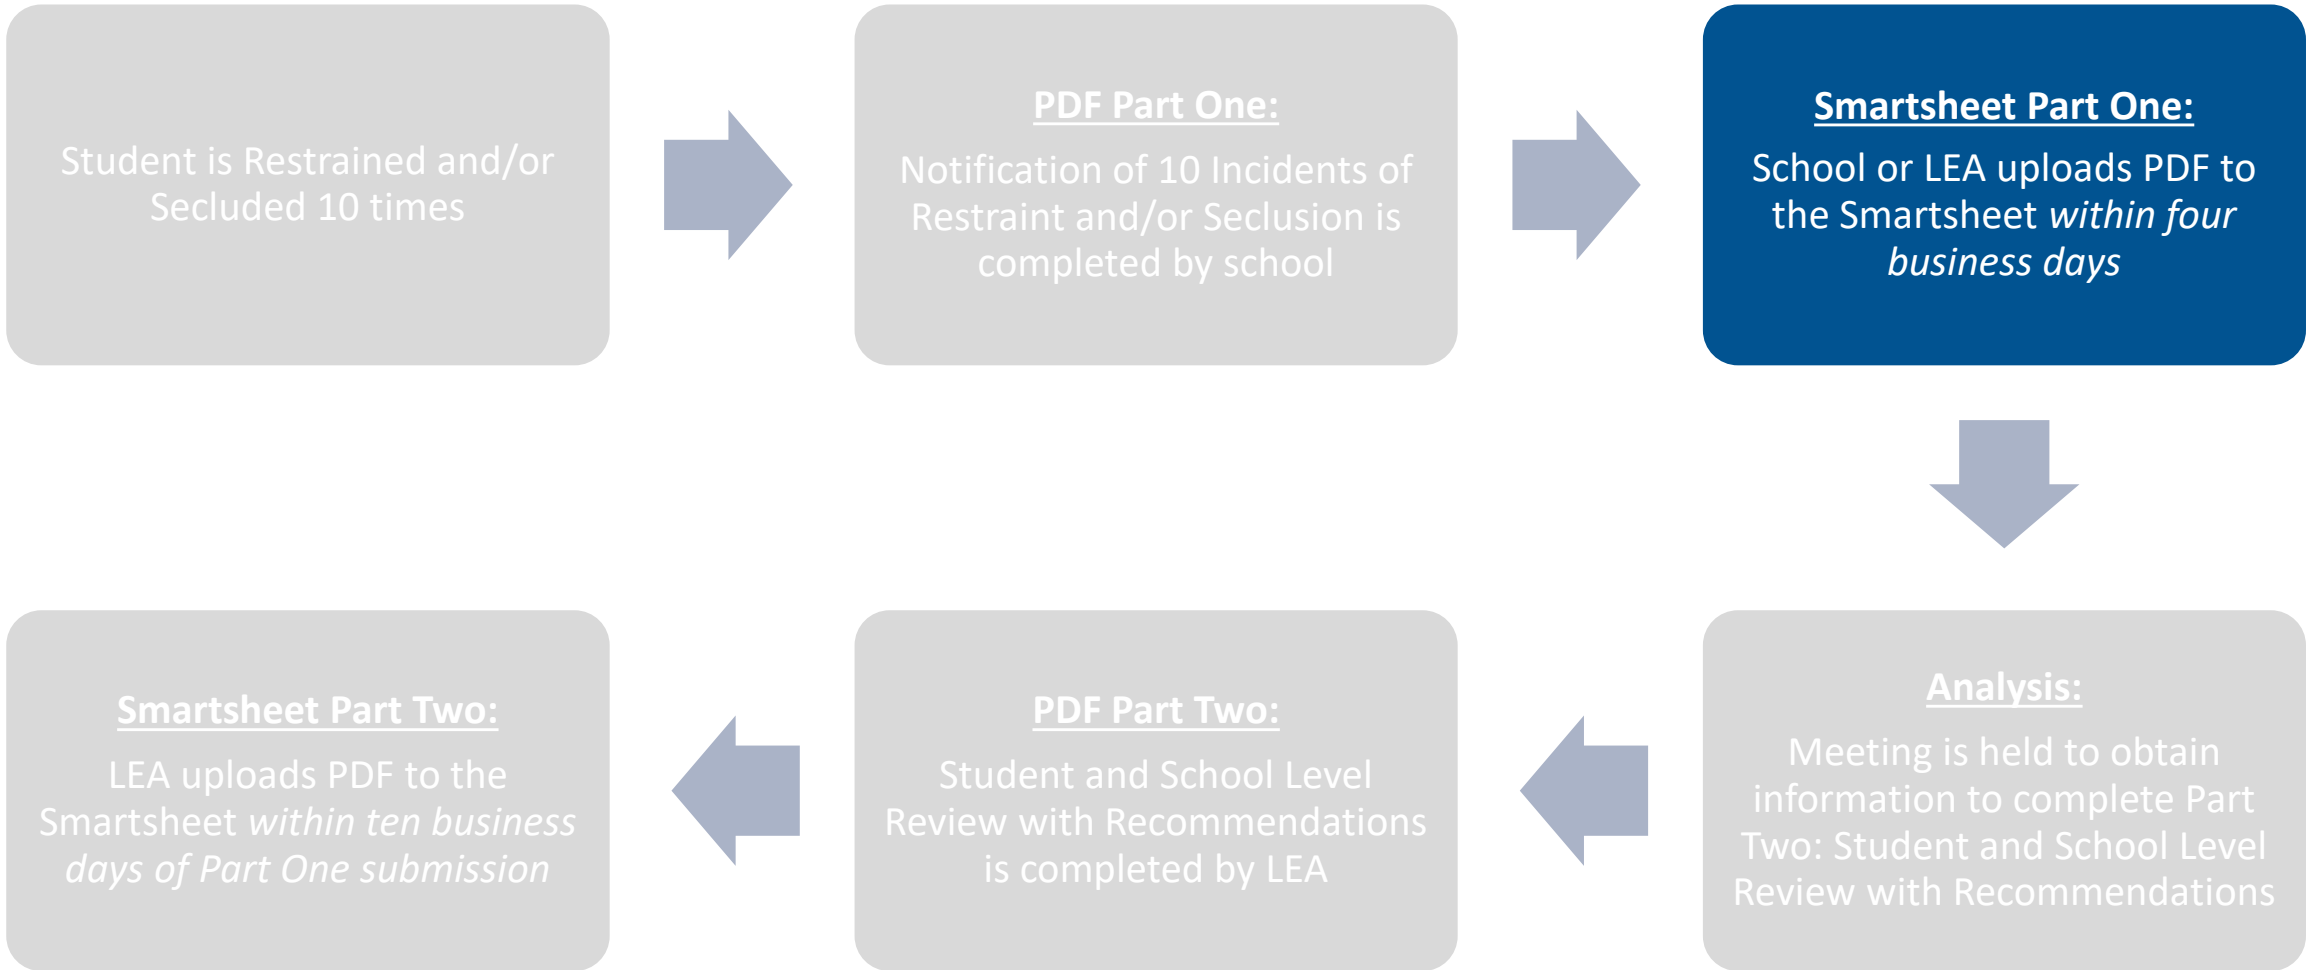 Student is Restrained and/or
Secluded 10 times
PDF Part One:
Notification of 10 Incidents of
Restraint and/or Seclusion is
completed by school
Smartsheet Part One:
School or LEA uploads PDF to
the Smartsheet within four
business days
Analysis:
Meeting is held to obtain
information to complete Part
Two: Student and School Level
Review with Recommendations
PDF Part Two:
Student and School Level
Review with Recommendations
is completed by LEA
Smartsheet Part Two:
LEA uploads PDF to the
Smartsheet within ten business
days of Part One submission